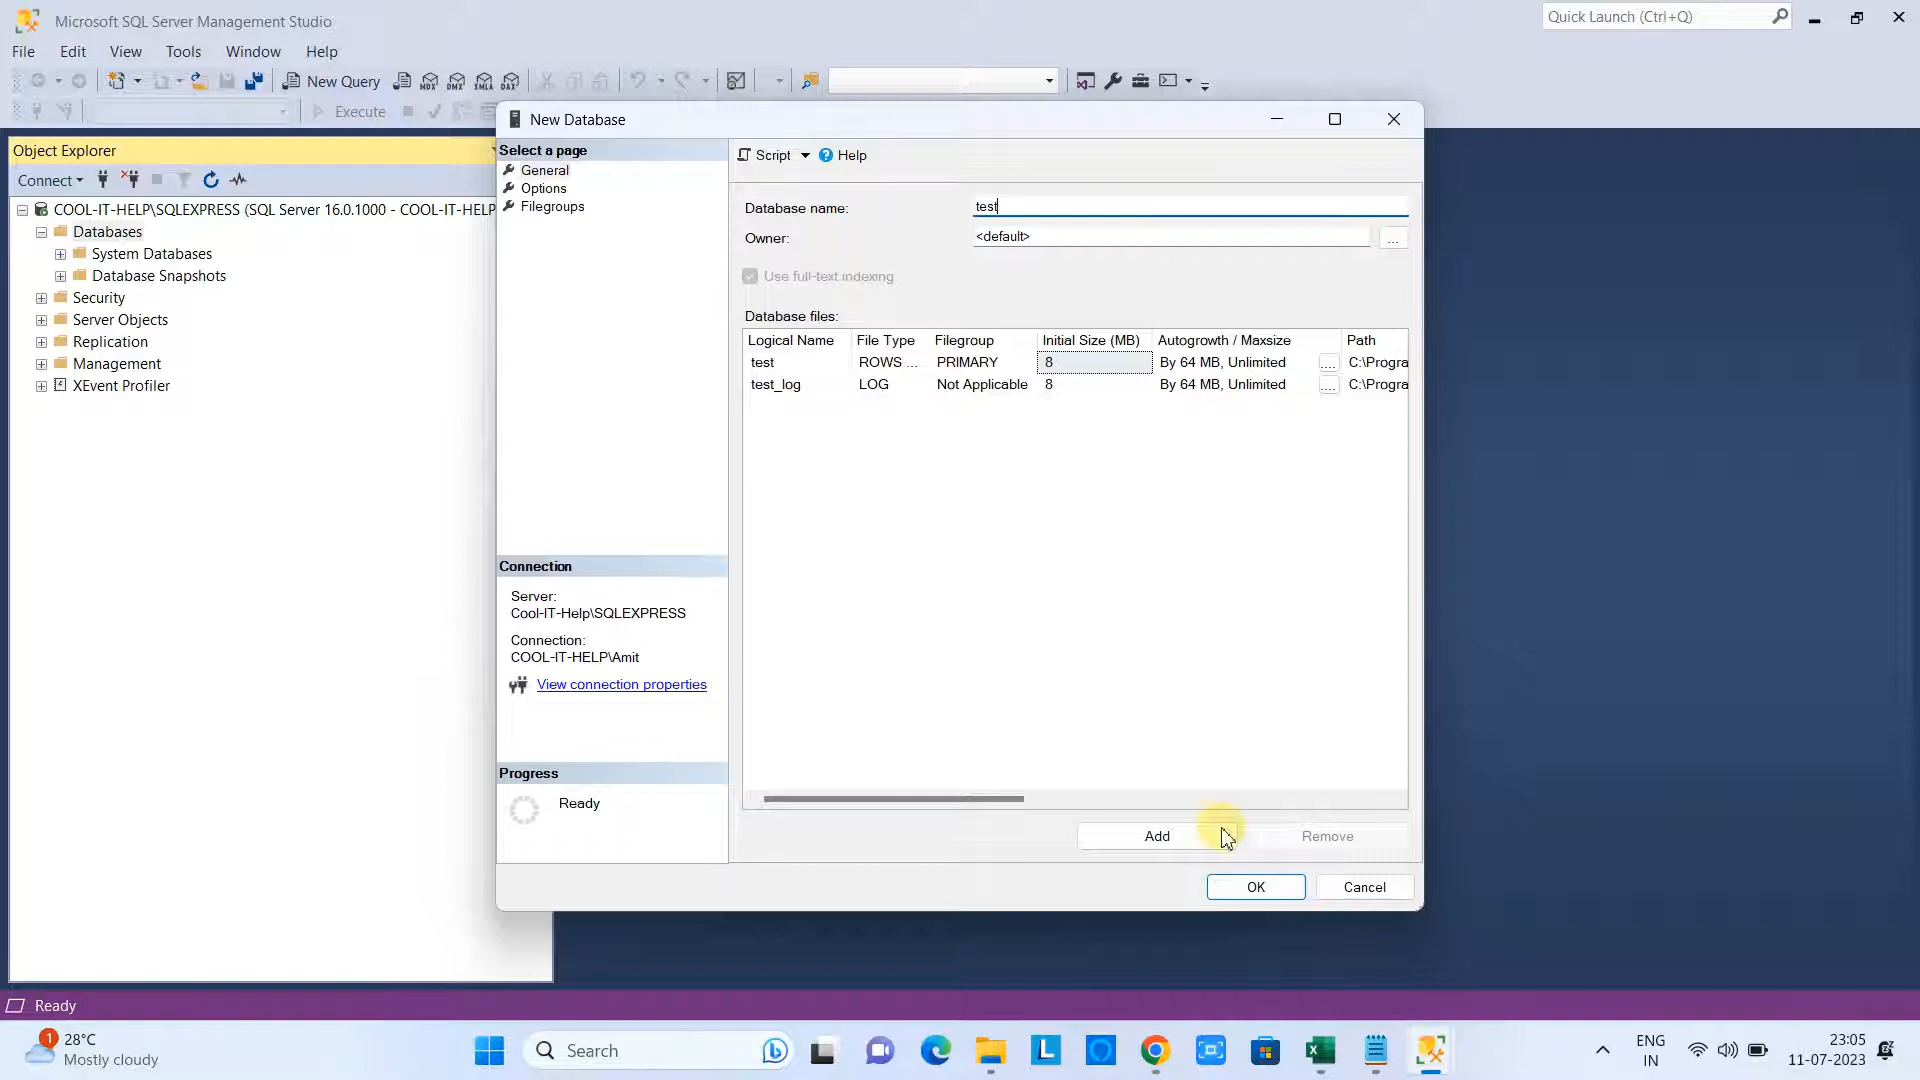 Microsoft SQL Server Management Studio
Quick Launch (Ctrl+Q)
File Edit View Tools Window Help
New Query MDX DMX XMLA DAX
Execute
Object Explorer
Connect
COOL-IT-HELP\SQLEXPRESS (SQL Server 16.0.1000 - COOL-IT-HELP
Databases
System Databases
Database Snapshots
Security
Server Objects
Replication
Management
XEvent Profiler
New Database
Select a page
General
Options
Filegroups
Script Help
Database name: test
Owner: <default> ...
Use full-text indexing
Database files:
Logical Name File Type Filegroup Initial Size (MB) Autogrowth / Maxsize Path
test ROWS ... PRIMARY 8 By 64 MB, Unlimited .... C:\Progra
test_log LOG Not Applicable 8 By 64 MB, Unlimited .... C:\Progra
Connection
Server:
Cool-IT-Help\SQLEXPRESS
Connection:
COOL-IT-HELP\Amit
View connection properties
Progress
Ready
Add Remove
OK Cancel
Ready
1 28°C
Mostly cloudy
Search
L
ENG
IN
23:05
11-07-2023